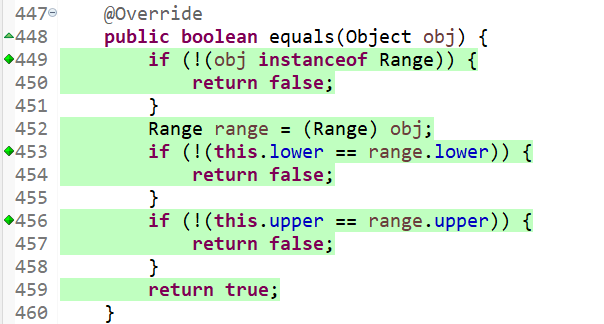 447 @Override
448 public boolean equals(Object obj) {
449 if (!(obj instanceof Range)) {
450 return false;
451 }
452 Range range = (Range) obj;
453 if (!(this.lower == range.lower)) {
454 return false;
455 }
456 if (!(this.upper == range.upper)) {
457 return false;
458 }
459 return true;
460 }